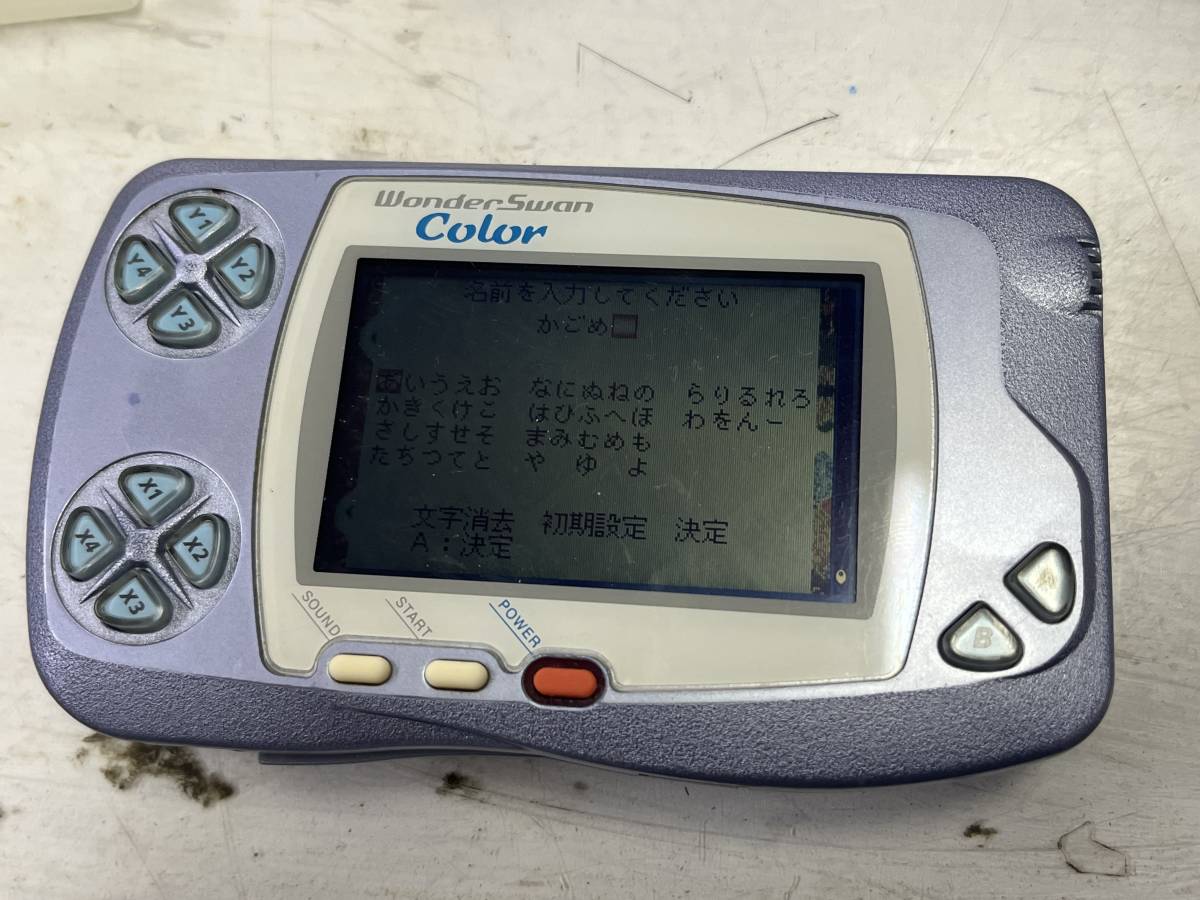 WonderSwan
Color
Y1
Y2
Y3
Y4
X1
X2
X3
X4
名前を入力してください
かごめ
あいうえお なにぬねの らりるれろ
かきくけこ はひふへほ わをんー
さしすせそ まみむめも
たちつてと や ゆ よ
文字消去 初期設定 決定
A:決定
SOUND
START
POWER
B